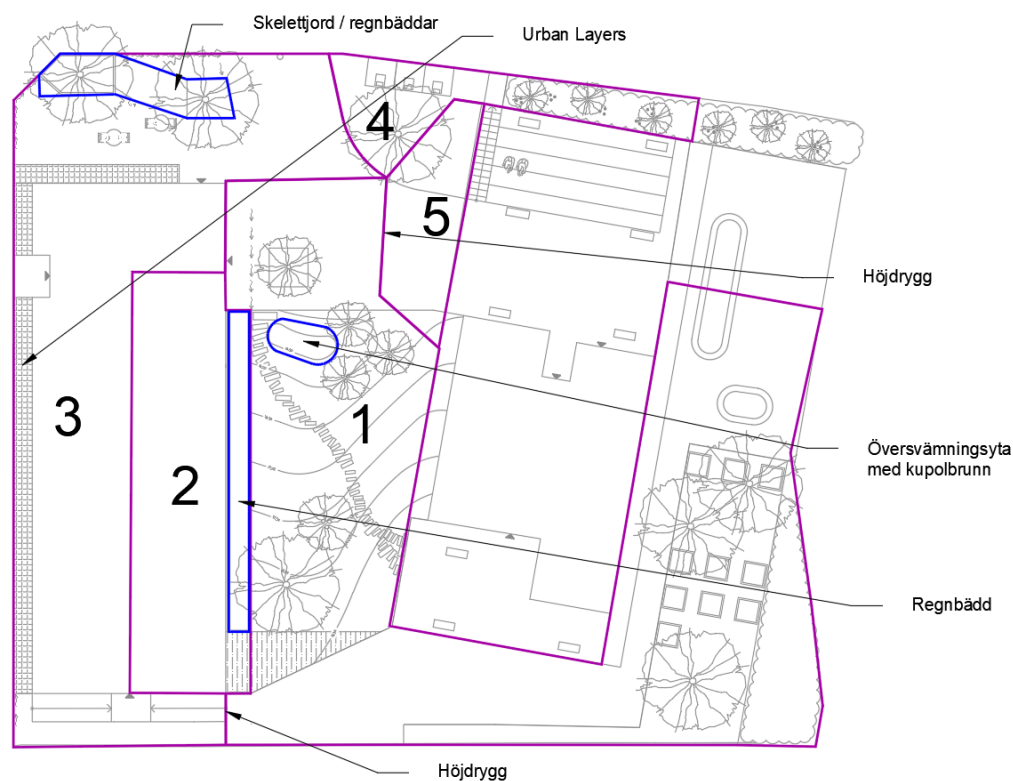 Skelettjord / regnbäddar
Urban Layers
4
5
Höjdrygg
3
1
2
Översvämningsyta
med kupolbrunn
Regnbädd
Höjdrygg